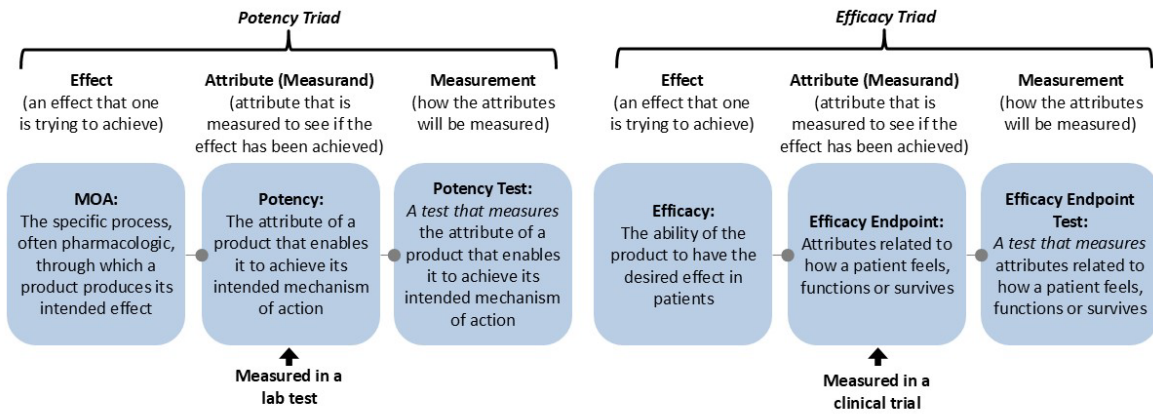 Potency Triad
Effect
(an effect that one
is trying to achieve)
Attribute (Measurand)
(attribute that is
measured to see if the
effect has been achieved)
Measurement
(how the attributes
will be measured)
MOA:
The specific process,
often pharmacologic,
through which a
product produces its
intended effect
Potency:
The attribute of a
product that enables
it to achieve its
intended mechanism
of action
Potency Test:
A test that measures
the attribute of a
product that enables
it to achieve its
intended mechanism
of action
Measured in a
lab test
Efficacy Triad
Effect
(an effect that one
is trying to achieve)
Attribute (Measurand)
(attribute that is
measured to see if the
effect has been achieved)
Measurement
(how the attributes
will be measured)
Efficacy:
The ability of the
product to have the
desired effect in
patients
Efficacy Endpoint:
Attributes related to
how a patient feels,
functions or survives
Efficacy Endpoint
Test:
A test that measures
attributes related to
how a patient feels,
functions or survives
Measured in a
clinical trial